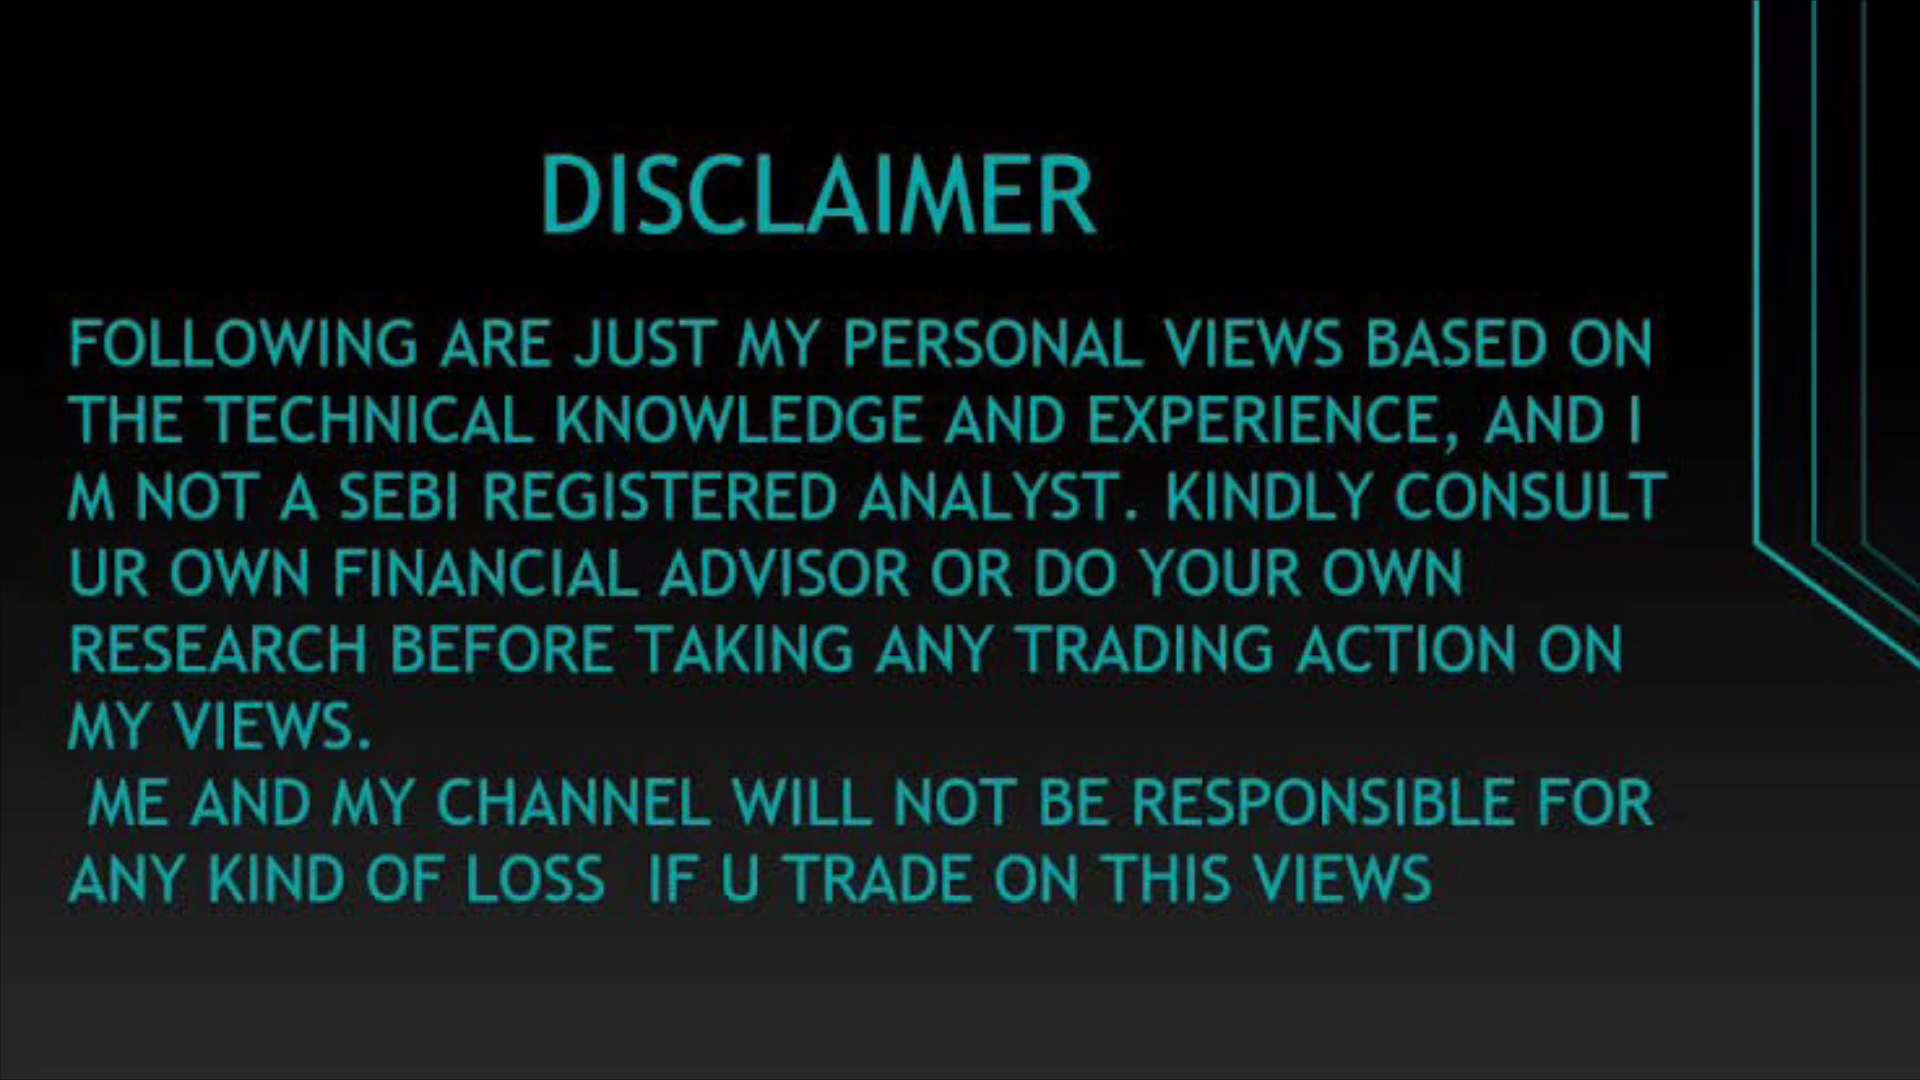 DISCLAIMER
FOLLOWING ARE JUST MY PERSONAL VIEWS BASED ON
THE TECHNICAL KNOWLEDGE AND EXPERIENCE, AND I
M NOT A SEBI REGISTERED ANALYST. KINDLY CONSULT
UR OWN FINANCIAL ADVISOR OR DO YOUR OWN
RESEARCH BEFORE TAKING ANY TRADING ACTION ON
MY VIEWS.
ME AND MY CHANNEL WILL NOT BE RESPONSIBLE FOR
ANY KIND OF LOSS  IF U TRADE ON THIS VIEWS